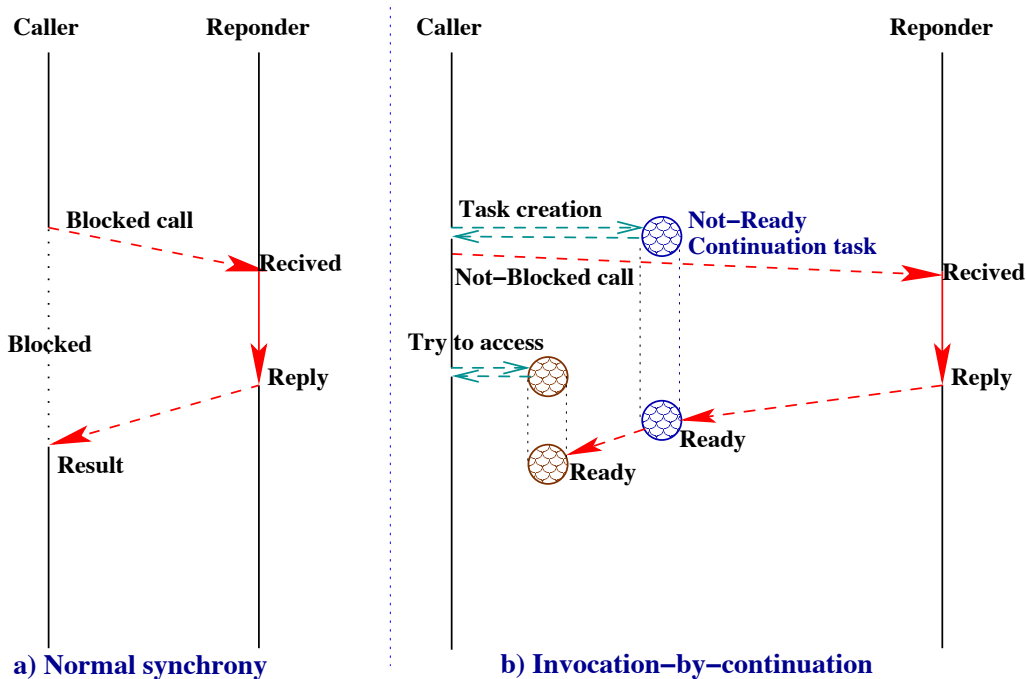 Caller
Reponder
Blocked call
Recived
Blocked
Reply
Result
a) Normal synchrony
Caller
Reponder
Task creation
Not−Ready
Continuation task
Not−Blocked call
Recived
Try to access
Reply
Ready
Ready
b) Invocation−by−continuation